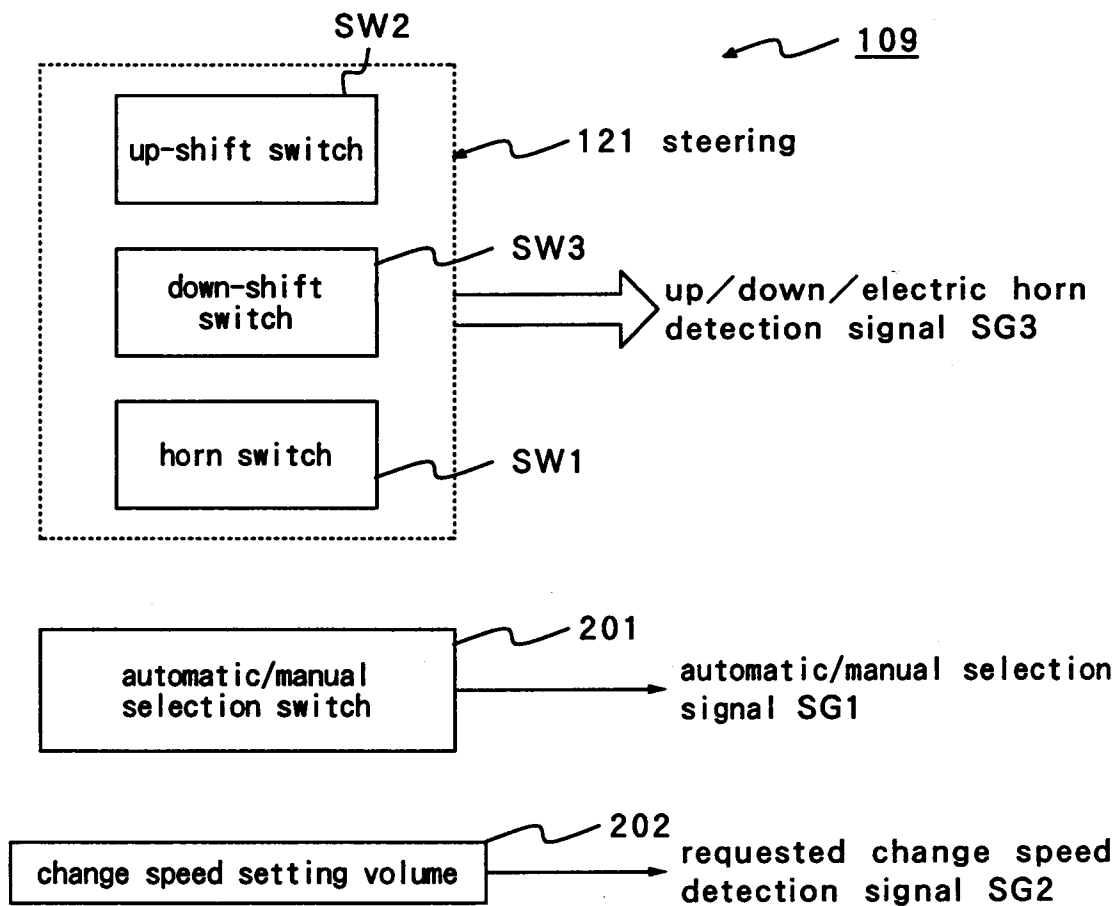 SW2
109
up-shift switch
121 steering
SW3
down-shift
switch
up/down/electric horn
detection signal SG3
horn switch
SW1
201
automatic/manual
selection switch
automatic/manual selection
signal SG1
202
change speed setting volume
requested change speed
detection signal SG2